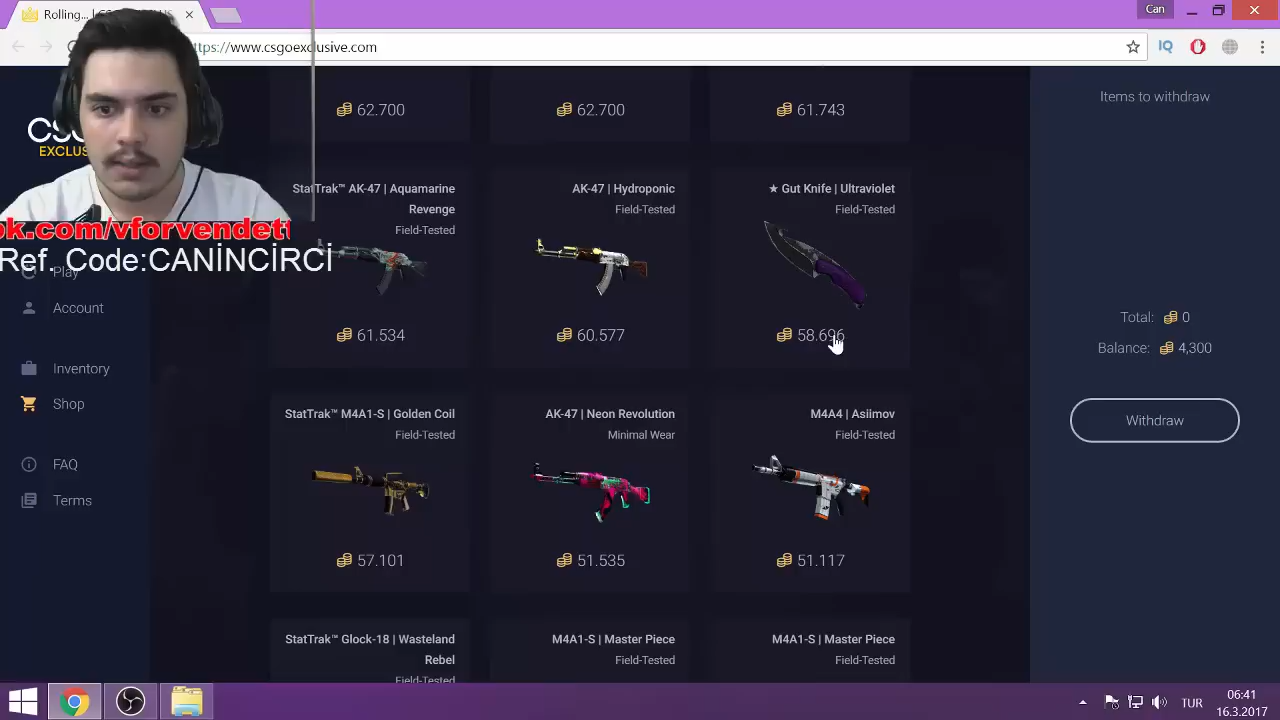 Rolling...
Can
https://www.csgoexclusive.com
EXCLUS
ok.com/vforvendett
Ref. Code:CANİNCİRCİ
Play
Account
Inventory
Shop
FAQ
Terms
62.700
62.700
61.743
StatTrak™ AK-47 | Aquamarine
Revenge
Field-Tested
61.534
AK-47 | Hydroponic
Field-Tested
60.577
★ Gut Knife | Ultraviolet
Field-Tested
58.696
StatTrak™ M4A1-S | Golden Coil
Field-Tested
57.101
AK-47 | Neon Revolution
Minimal Wear
51.535
M4A4 | Asiimov
Field-Tested
51.117
StatTrak™ Glock-18 | Wasteland
Rebel
Field-Tested
M4A1-S | Master Piece
Field-Tested
M4A1-S | Master Piece
Field-Tested
Items to withdraw
Total: 0
Balance: 4,300
Withdraw
TUR
06:41
16.3.2017